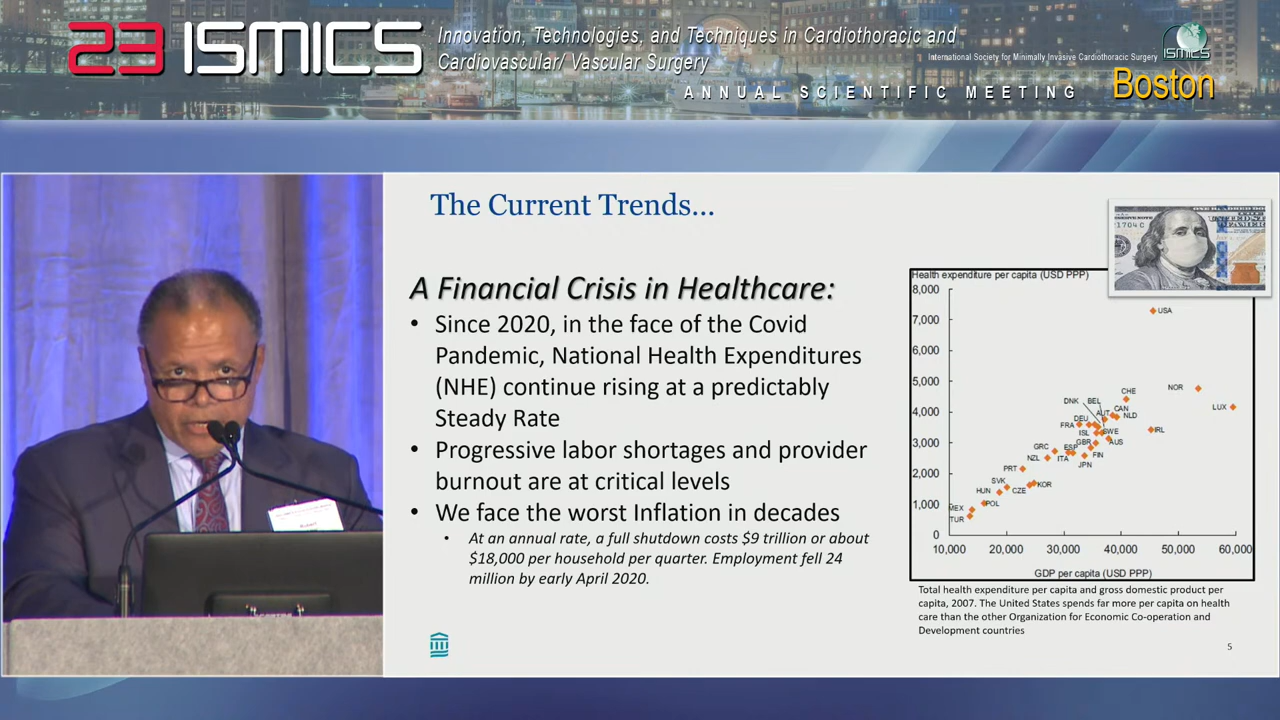 23 ISMICS
Innovation, Technologies, and Techniques in Cardiothoracic and
Cardiovascular/ Vascular Surgery
International Society for Minimally Invasive Cardiothoracic Surgery
ISMICS
ANNUAL SCIENTIFIC MEETING
Boston
The Current Trends...
A Financial Crisis in Healthcare:
• Since 2020, in the face of the Covid
Pandemic, National Health Expenditures
(NHE) continue rising at a predictably
Steady Rate
• Progressive labor shortages and provider
burnout are at critical levels
• We face the worst Inflation in decades
• At an annual rate, a full shutdown costs $9 trillion or about
$18,000 per household per quarter. Employment fell 24
million by early April 2020.
Health expenditure per capita (USD PPP)
8,000
7,000
6,000
5,000
4,000
3,000
2,000
1,000
0
USA
CHE
NOR
LUX
DNK BEL
AUT CAN
NLD
DEU
FRA
ISL SWE
IRL
GBR AUS
GRC
ESP
NZL ITA FIN
JPN
PRT
SVK
HUN CZE KOR
POL
MEX
TUR
10,000 20,000 30,000 40,000 50,000 60,000
GDP per capita (USD PPP)
Total health expenditure per capita and gross domestic product per
capita, 2007. The United States spends far more per capita on health
care than the other Organization for Economic Co-operation and
Development countries
5